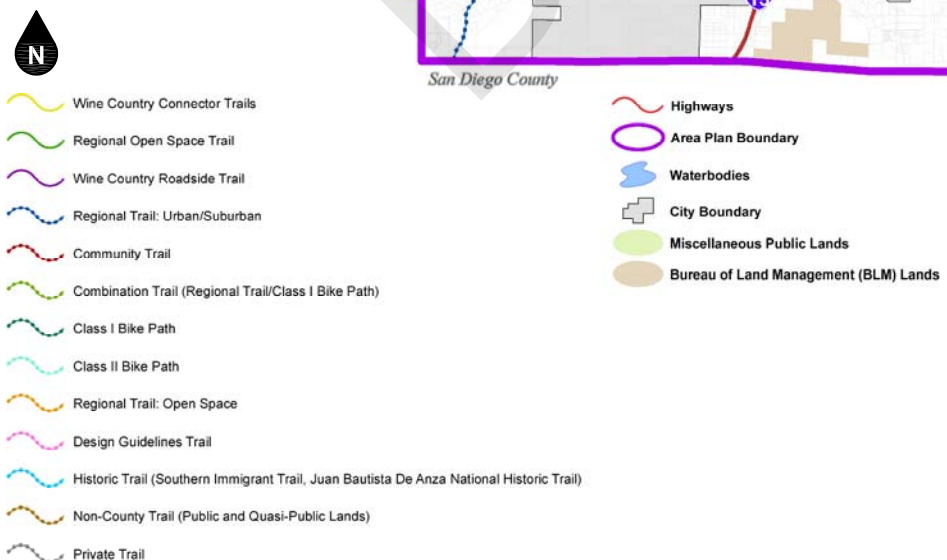 N
15
San Diego County
Wine Country Connector Trails
Regional Open Space Trail
Wine Country Roadside Trail
Regional Trail: Urban/Suburban
Community Trail
Combination Trail (Regional Trail/Class I Bike Path)
Class I Bike Path
Class II Bike Path
Regional Trail: Open Space
Design Guidelines Trail
Historic Trail (Southern Immigrant Trail, Juan Bautista De Anza National Historic Trail)
Non-County Trail (Public and Quasi-Public Lands)
Private Trail
Highways
Area Plan Boundary
Waterbodies
City Boundary
Miscellaneous Public Lands
Bureau of Land Management (BLM) Lands